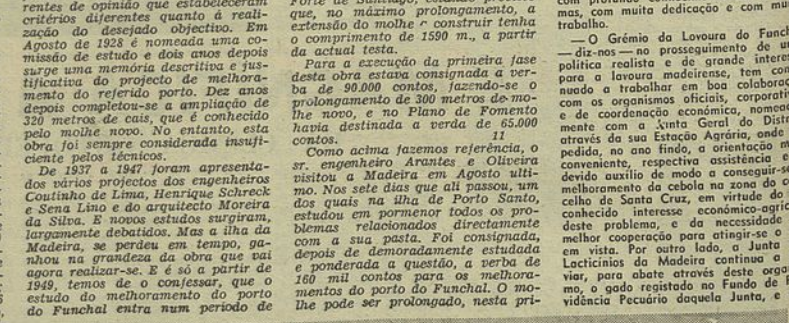 rentes de opinião que estabeleceram
critérios diferentes quanto á reali-
zação do desejado objectivo. Em
Agosto de 1928 é nomeada uma co-
missão de estudo e dois anos depois
surge uma memória descritiva e jus-
tificativa do projecto de melhora-
mento do referido porto. Dez anos
depois completou-se a ampliação de
320 metros de cais, que é conhecido
pelo molhe novo. No entanto, esta
obra foi sempre considerada insufi-
ciente pelos técnicos.
De 1937 a 1947 foram apresenta-
dos vários projectos dos engenheiros
Coutinho de Lima, Henrique Schreck
e Sena Lino e do arquitecto Moreira
da Silva. E novos estudos surgiram,
largamente debatidos. Mas a ilha da
Madeira, se perdeu em tempo, ga-
nhou na grandeza da obra que vai
agora realizar-se. E é só a partir de
1949, temos de o confessar, que o
estudo do melhoramento do porto
do Funchal entra num período de
que, no máximo prolongamento, a
extensão do molhe a construir tenha
o comprimento de 1590 m., a partir
da actual testa.
Para a execução da primeira fase
desta obra estava consignada a ver-
ba de 90.000 contos, fazendo-se o
prolongamento de 300 metros de mo-
lhe novo, e no Plano de Fomento
havia destinada a verda de 65.000
contos. 11
Como acima fazemos referência, o
sr. engenheiro Arantes e Oliveira
visitou a Madeira em Agosto ulti-
mo. Nos sete dias que ali passou, um
dos quais na ilha de Porto Santo,
estudou em pormenor todos os pro-
blemas relacionados directamente
com a sua pasta. Foi consignada,
depois de demoradamente estudada
e ponderada a questão, a verba de
160 mil contos para os melhora-
mentos do porto do Funchal. O mo-
lhe pode ser prolongado, nesta pri-
mas, com muita dedicação e com mu
trabalho.
— O Grémio da Lavoura do Funch
— diz-nos — no prosseguimento de u
política realista e de grande intere
para a lavoura madeirense, tem con
nuado a trabalhar em boa colaboraç
com os organismos oficiais, corporati
e de coordenação económica, nomead
mente com a Junta Geral do Distr
através da sua Estação Agrária, onde
pedida, no ano findo, a orientação m
conveniente, respectiva assistência e
devido auxílio de modo a conseguir-se
melhoramento da cebola na zona do c
celho de Santa Cruz, em virtude do
conhecido interesse económico-agríc
deste problema, e da necessidade
melhor cooperação para atingir-se o
em vista. Por outro lado, a Junta
Lacticínios da Madeira continua a
viar, para abate através deste orga
mo, o gado registado no Fundo de P
vidência Pecuário daquela Junta, e